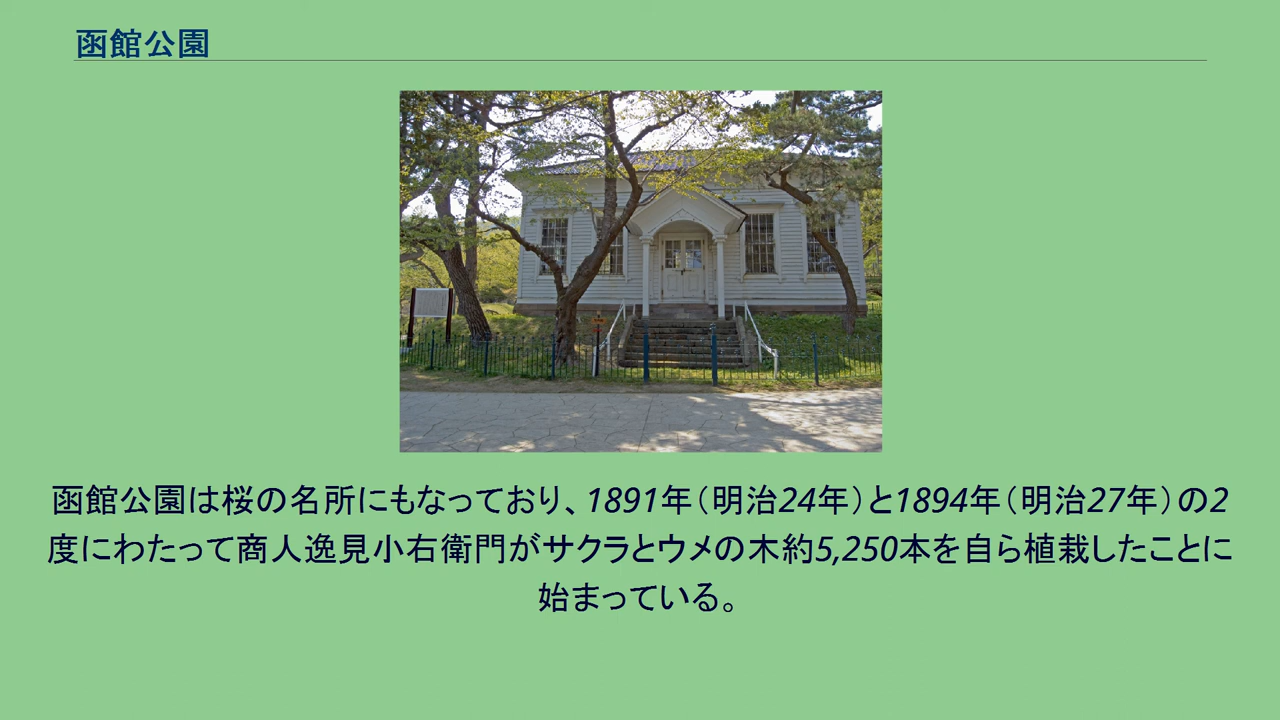 函館公園
函館公園は桜の名所にもなっており、1891年（明治24年）と1894年（明治27年）の2
度にわたって商人逸見小右衛門がサクラとウメの木約5,250本を自ら植栽したことに
始まっている。